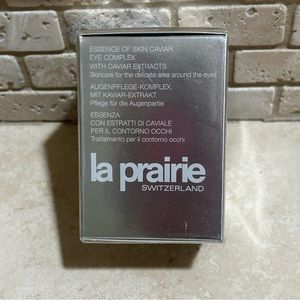 ESSENCE OF SKIN CAVIAR
EYE COMPLEX
WITH CAVIAR EXTRACTS
Skincare for the delicate area around the eyes
AUGENPFLEGE-KOMPLEX
MIT KAVIAR-EXTRAKT
Pflege für die Augenpartie
ESSENZA
CON ESTRATTI DI CAVIALE
PER IL CONTORNO OCCHI
Trattamento per il contorno occhi
la prairie
SWITZERLAND